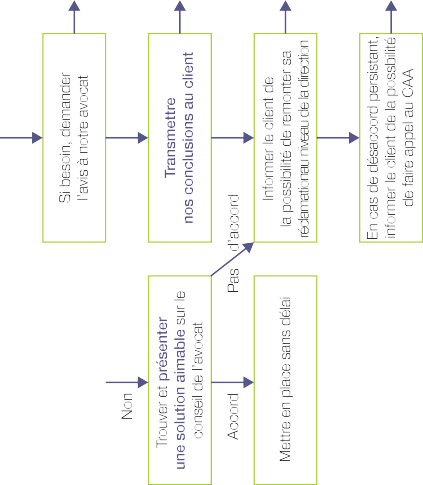 Si besoin, demander
l'avis à notre avocat
Non
Trouver et présenter
une solution aimable sur le
conseil de l'avocat
Transmettre
nos conclusions au client
Accord
Pas d'accord
Mettre en place sans délai
Informer le client de
la possibilité de remonter sa
réclamation au niveau de la direction
En cas de désaccord persistant,
informer le client de la possbilité
de faire appel au CAA